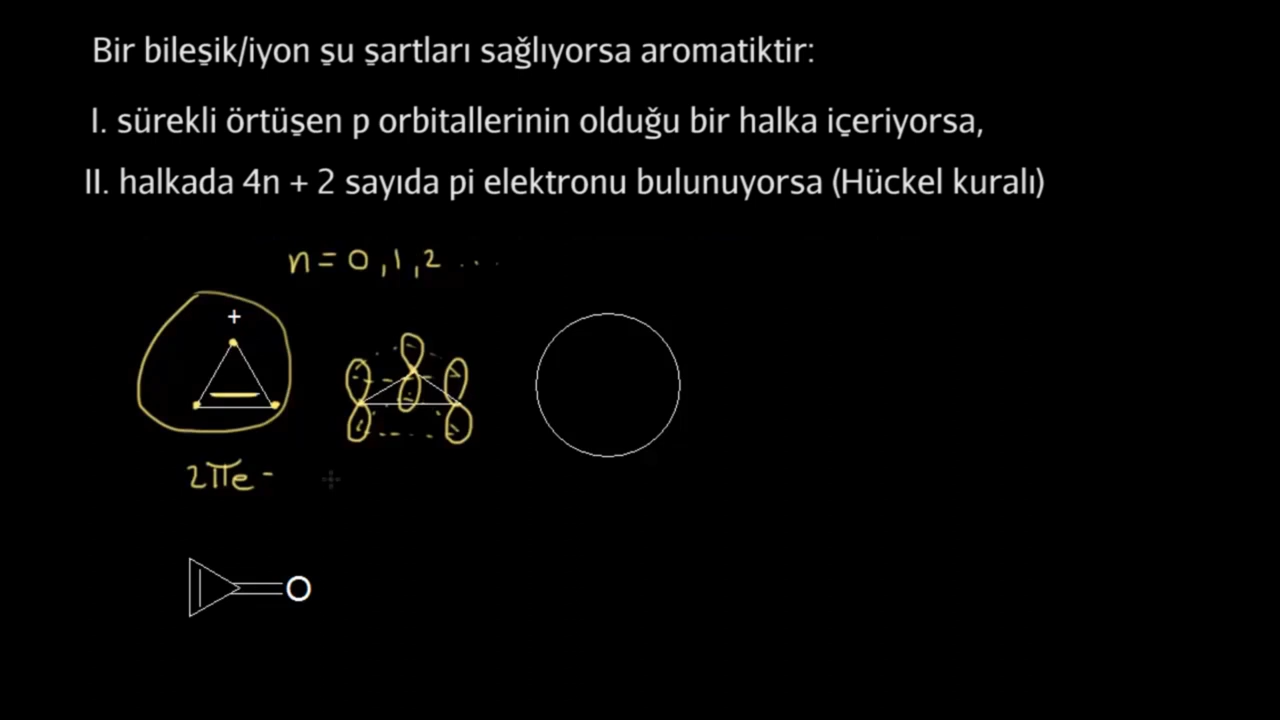 Bir bileşik/iyon şu şartları sağlıyorsa aromatiktir:
I. sürekli örtüşen p orbitallerinin olduğu bir halka içeriyorsa,
II. halkada 4n + 2 sayıda pi elektronu bulunuyorsa (Hückel kuralı)
n = 0, 1, 2 ...
+
2πe-
O